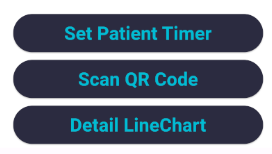 Set Patient Timer
Scan QR Code
Detail LineChart